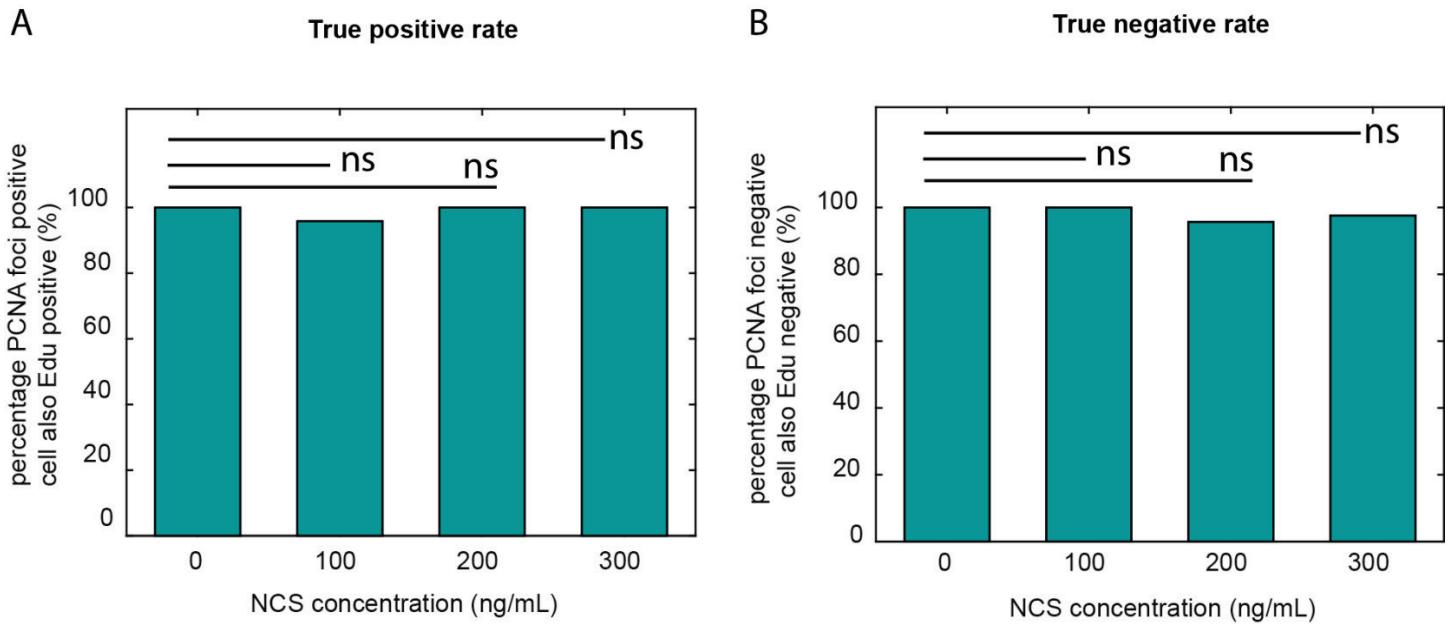 A
True positive rate
ns
ns
ns
percentage PCNA foci positive
cell also Edu positive (%)
100
80
60
40
20
0
0 100 200 300
NCS concentration (ng/mL)
B
True negative rate
ns
ns
ns
percentage PCNA foci negative
cell also Edu negative (%)
100
80
60
40
20
0
0 100 200 300
NCS concentration (ng/mL)